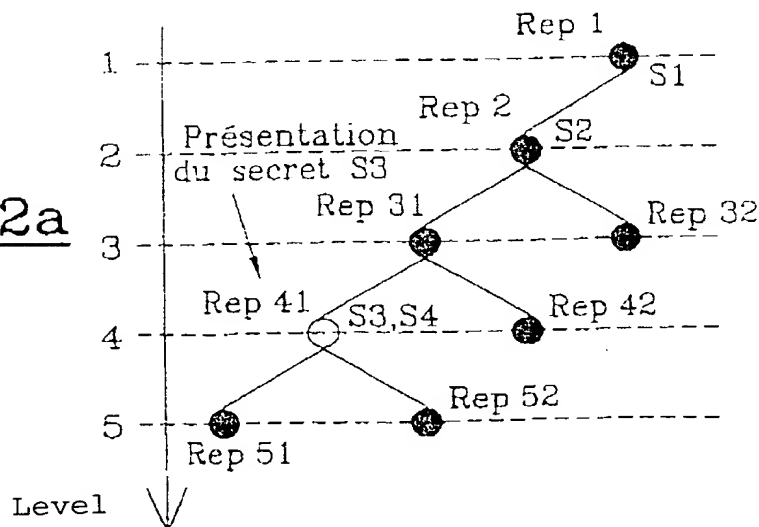 Rep 1
1
S1
Rep 2
S2
Présentation
du secret S3
2
2a
Rep 31
Rep 32
3
Rep 41
S3,S4
Rep 42
4
Rep 52
5
Rep 51
Level